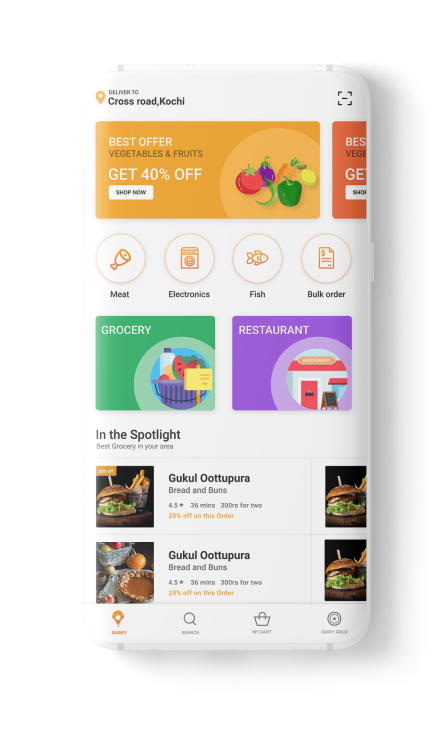 DELIVER TO
Cross road,Kochi
BEST OFFER
VEGETABLES & FRUITS
GET 40% OFF
SHOP NOW
BES
VEGE
GE
SHOP
Meat
Electronics
Fish
Bulk order
GROCERY
RESTAURANT
RESTAURANT
In the Spotlight
Best Grocery in your area
20% off
Gukul Oottupura
Bread and Buns
4.5★ 36 mins 300rs for two
20% off on this Order
Gukul Oottupura
Bread and Buns
4.5★ 36 mins 300rs for two
20% off on this Order
QUIKY
SEARCH
MY CART
QUIKY GOLD